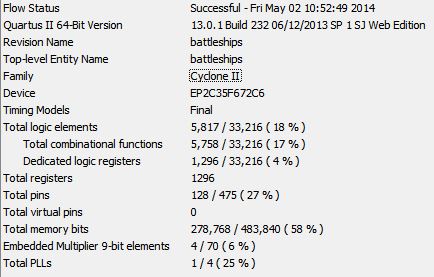 Flow Status Successful - Fri May 02 10:52:49 2014
Quartus II 64-Bit Version 13.0.1 Build 232 06/12/2013 SP 1 SJ Web Edition
Revision Name battleships
Top-level Entity Name battleships
Family Cyclone II
Device EP2C35F672C6
Timing Models Final
Total logic elements 5,817 / 33,216 ( 18 % )
Total combinational functions 5,758 / 33,216 ( 17 % )
Dedicated logic registers 1,296 / 33,216 ( 4 % )
Total registers 1296
Total pins 128 / 475 ( 27 % )
Total virtual pins 0
Total memory bits 278,768 / 483,840 ( 58 % )
Embedded Multiplier 9-bit elements 4 / 70 ( 6 % )
Total PLLs 1 / 4 ( 25 % )